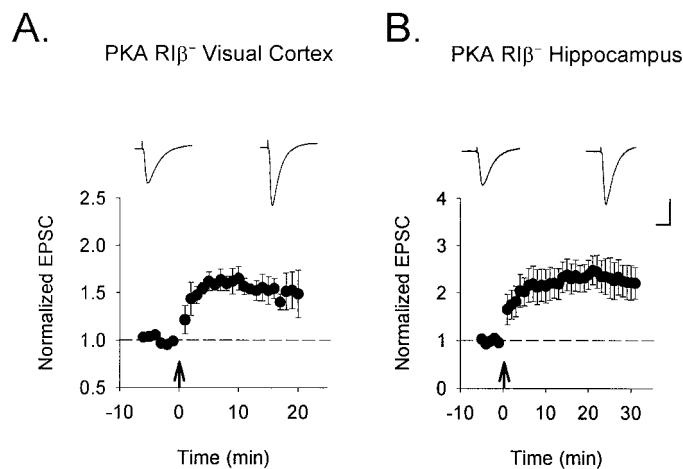 A.
PKA RIβ⁻ Visual Cortex
Normalized EPSC
2.5
2.0
1.5
1.0
0.5
-10
0
10
20
Time (min)
B.
PKA RIβ⁻ Hippocampus
Normalized EPSC
4
3
2
1
0
-10
0
10
20
30
Time (min)